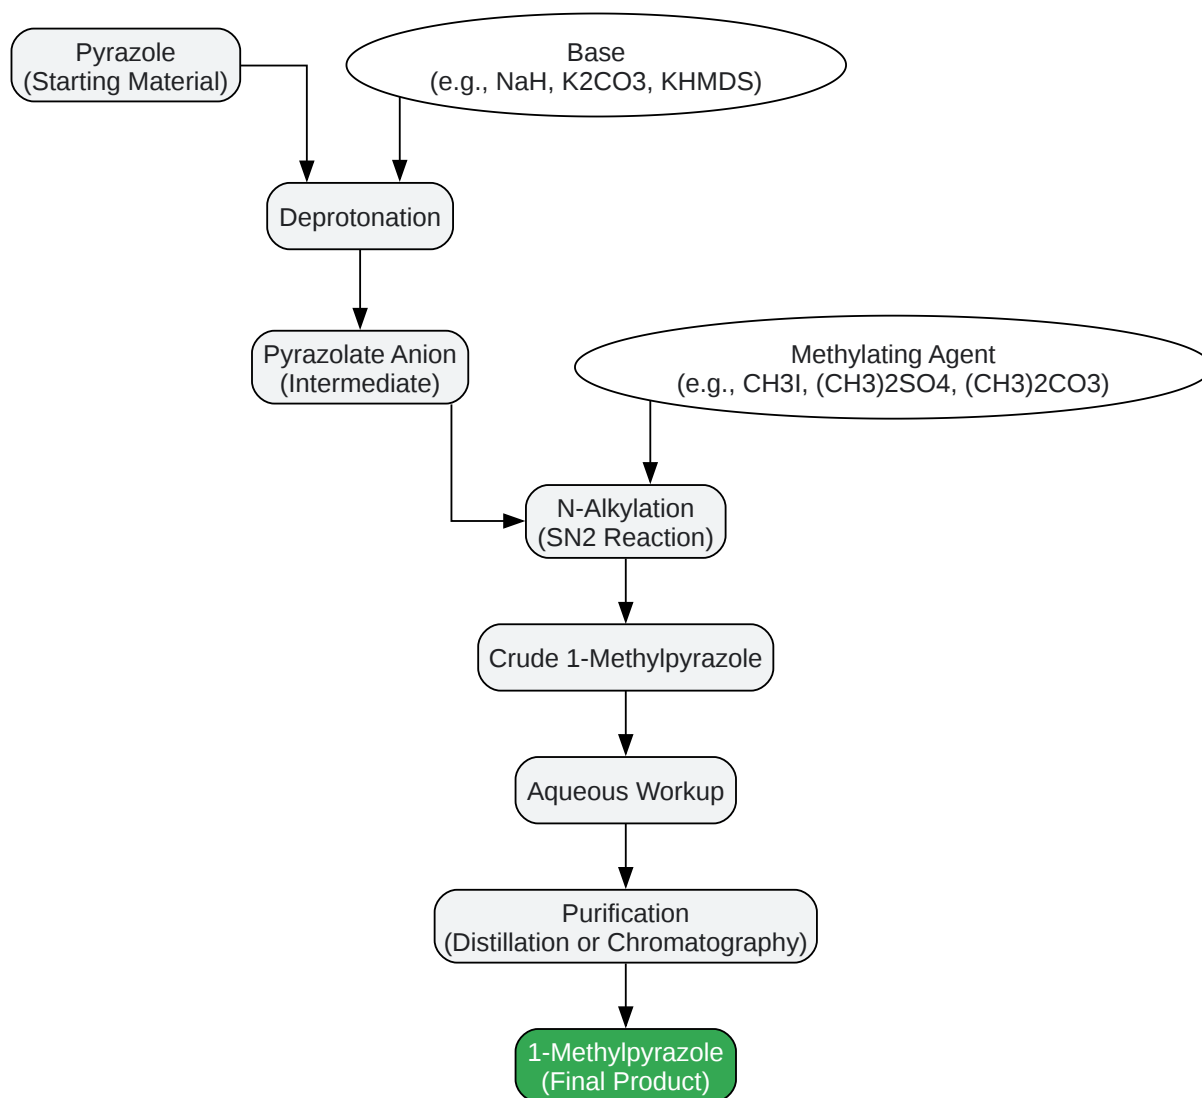 Pyrazole
(Starting Material)
Base
(e.g., NaH, K2CO3, KHMDS)
Deprotonation
Pyrazolate Anion
(Intermediate)
Methylating Agent
(e.g., CH3I, (CH3)2SO4, (CH3)2CO3)
N-Alkylation
(SN2 Reaction)
Crude 1-Methylpyrazole
Aqueous Workup
Purification
(Distillation or Chromatography)
1-Methylpyrazole
(Final Product)